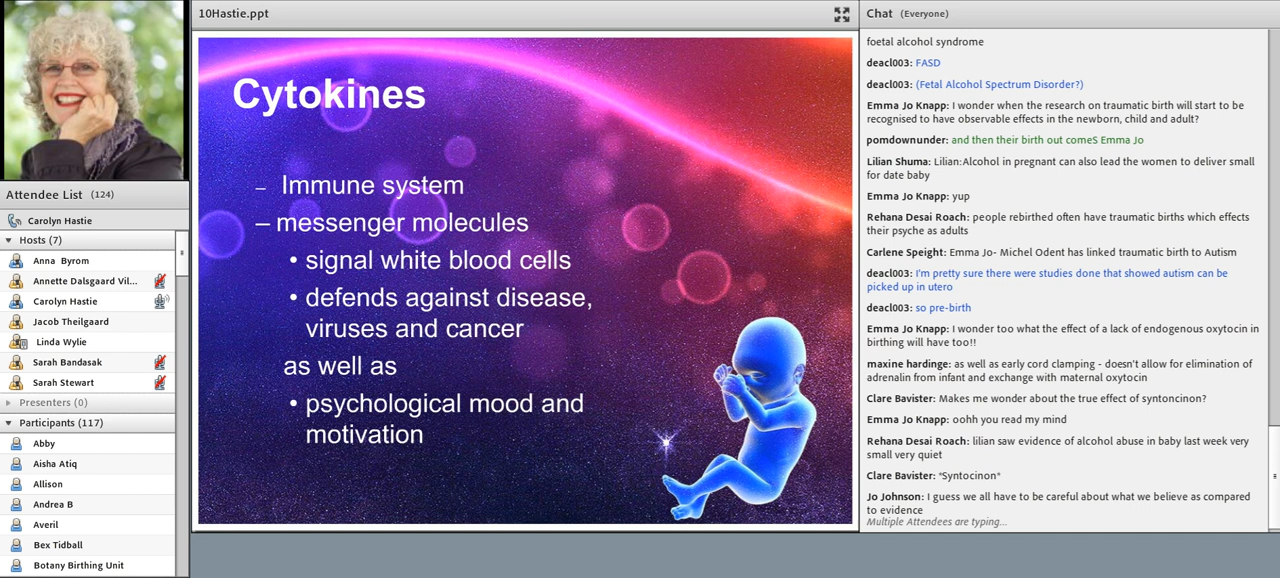 10Hastie.ppt
Chat (Everyone)
Attendee List (124)
Carolyn Hastie
Hosts (7)
Anna Byrom
Annette Dalsgaard Vil...
Carolyn Hastie
Jacob Theilgaard
Linda Wylie
Sarah Bandasak
Sarah Stewart
Presenters (0)
Participants (117)
Abby
Aisha Atiq
Allison
Andrea B
Averil
Bex Tidball
Botany Birthing Unit
Cytokines
– Immune system
– messenger molecules
• signal white blood cells
• defends against disease,
viruses and cancer
as well as
• psychological mood and
motivation
foetal alcohol syndrome
deacl003: FASD
deacl003: (Fetal Alcohol Spectrum Disorder?)
Emma Jo Knapp: I wonder when the research on traumatic birth will start to be
recognised to have observable effects in the newborn, child and adult?
pomdownunder: and then their birth out comeS Emma Jo
Lilian Shuma: Lilian:Alcohol in pregnant can also lead the women to deliver small
for date baby
Emma Jo Knapp: yup
Rehana Desai Roach: people rebirthed often have traumatic births which effects
their psyche as adults
Carlene Speight: Emma Jo- Michel Odent has linked traumatic birth to Autism
deacl003: I'm pretty sure there were studies done that showed autism can be
picked up in utero
deacl003: so pre-birth
Emma Jo Knapp: I wonder too what the effect of a lack of endogenous oxytocin in
birthing will have too!!
maxine hardinge: as well as early cord clamping - doesn't allow for elimination of
adrenalin from infant and exchange with maternal oxytocin
Clare Bavister: Makes me wonder about the true effect of syntoncinon?
Emma Jo Knapp: oohh you read my mind
Rehana Desai Roach: lilian saw evidence of alcohol abuse in baby last week very
small very quiet
Clare Bavister: *Syntocinon*
Jo Johnson: I guess we all have to be careful about what we believe as compared
to evidence
Multiple Attendees are typing...